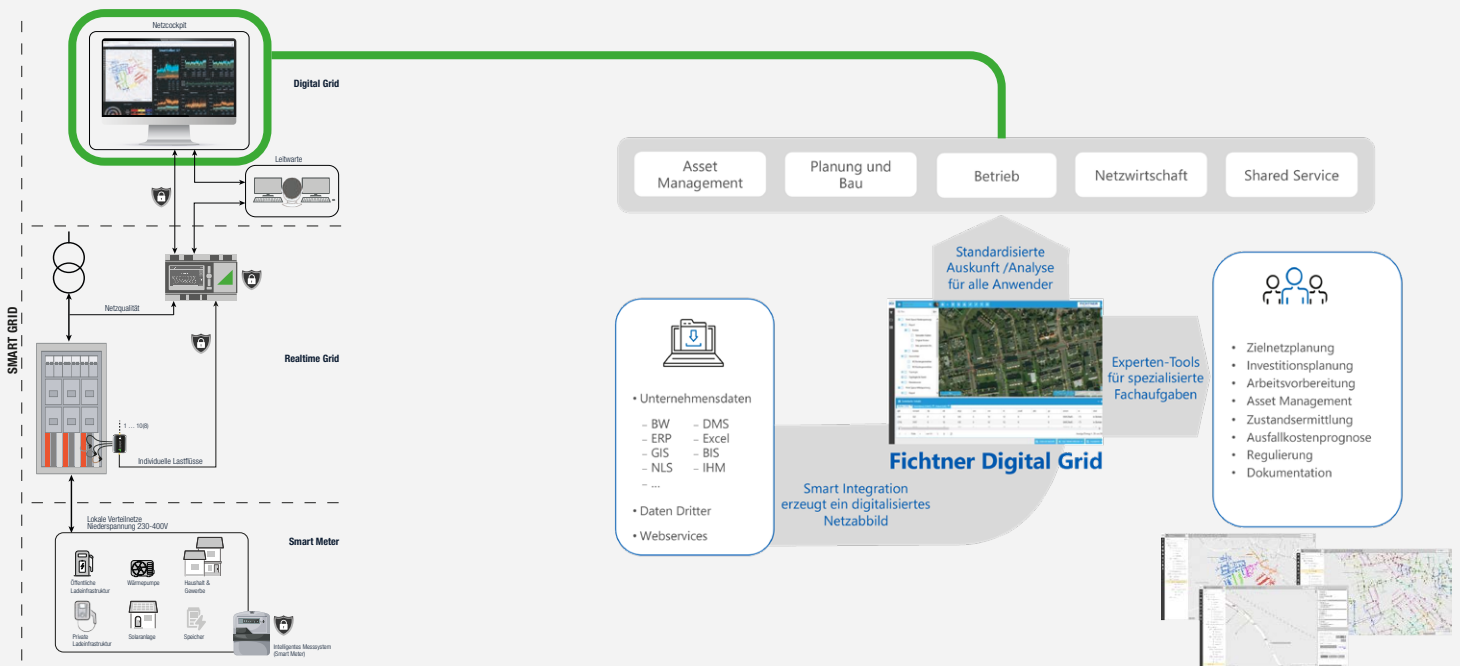 Netzcockpit
Digital Grid
Leitwarte
SMART GRID
Netzqualität
Realtime Grid
1 ... 10(8)
Individuelle Lastflüsse
Lokale Verteilnetze
Niederspannung 230-400V
Smart Meter
Öffentliche
Ladeinfrastruktur
Wärmepumpe
Haushalt &
Gewerbe
Private
Ladeinfrastruktur
Solaranlage
Speicher
Intelligentes Messsystem
(Smart Meter)
Asset
Management
Planung und
Bau
Betrieb
Netzwirtschaft
Shared Service
Standardisierte
Auskunft /Analyse
für alle Anwender
• Unternehmensdaten
– BW – DMS
– ERP – Excel
– GIS – BIS
– NLS – IHM
– ...
• Daten Dritter
• Webservices
Fichtner Digital Grid
Smart Integration
erzeugt ein digitalisiertes
Netzabbild
Experten-Tools
für spezialisierte
Fachaufgaben
• Zielnetzplanung
• Investitionsplanung
• Arbeitsvorbereitung
• Asset Management
• Zustandsermittlung
• Ausfallkostenprognose
• Regulierung
• Dokumentation